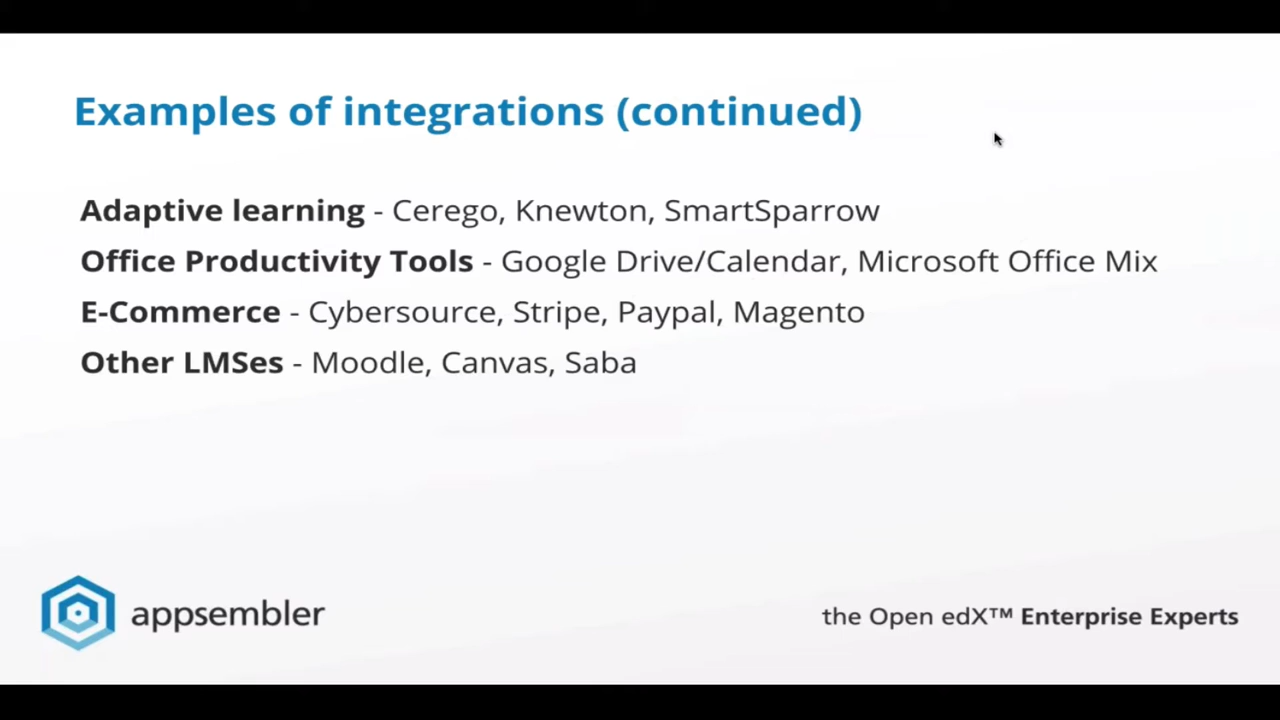 Examples of integrations (continued)
Adaptive learning - Cerego, Knewton, SmartSparrow
Office Productivity Tools - Google Drive/Calendar, Microsoft Office Mix
E-Commerce - Cybersource, Stripe, Paypal, Magento
Other LMSes - Moodle, Canvas, Saba
appsembler
the Open edX™ Enterprise Experts